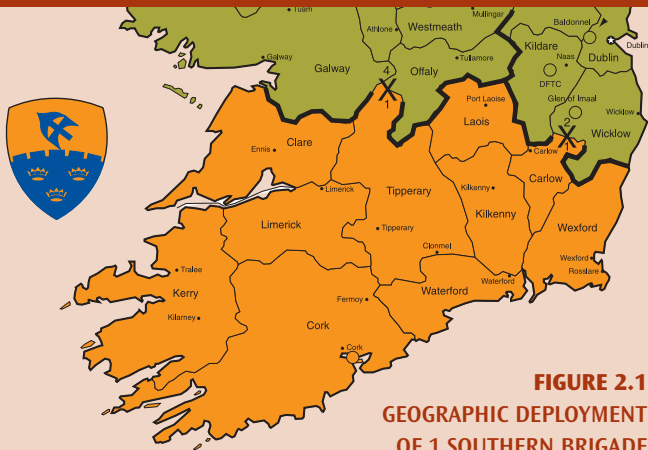 Tuam
Mullingar
Athlone
Westmeath
Baldonnel
Kildare
Dublin
Naas
Dublin
Galway
Tullamore
Galway
4
Offaly
DFTC
1
Port Laoise
Glen of Imaal
Laois
2
Wicklow
Wicklow
Clare
1
Ennis
Carlow
Carlow
Limerick
Tipperary
Kilkenny
Kilkenny
Limerick
Tipperary
Wexford
Clonmel
Wexford
Rosslare
Tralee
Waterford
Kerry
Waterford
Fermoy
Kilarney
Cork
Cork
FIGURE 2.1
GEOGRAPHIC DEPLOYMENT
OF 1 SOUTHERN BRIGADE